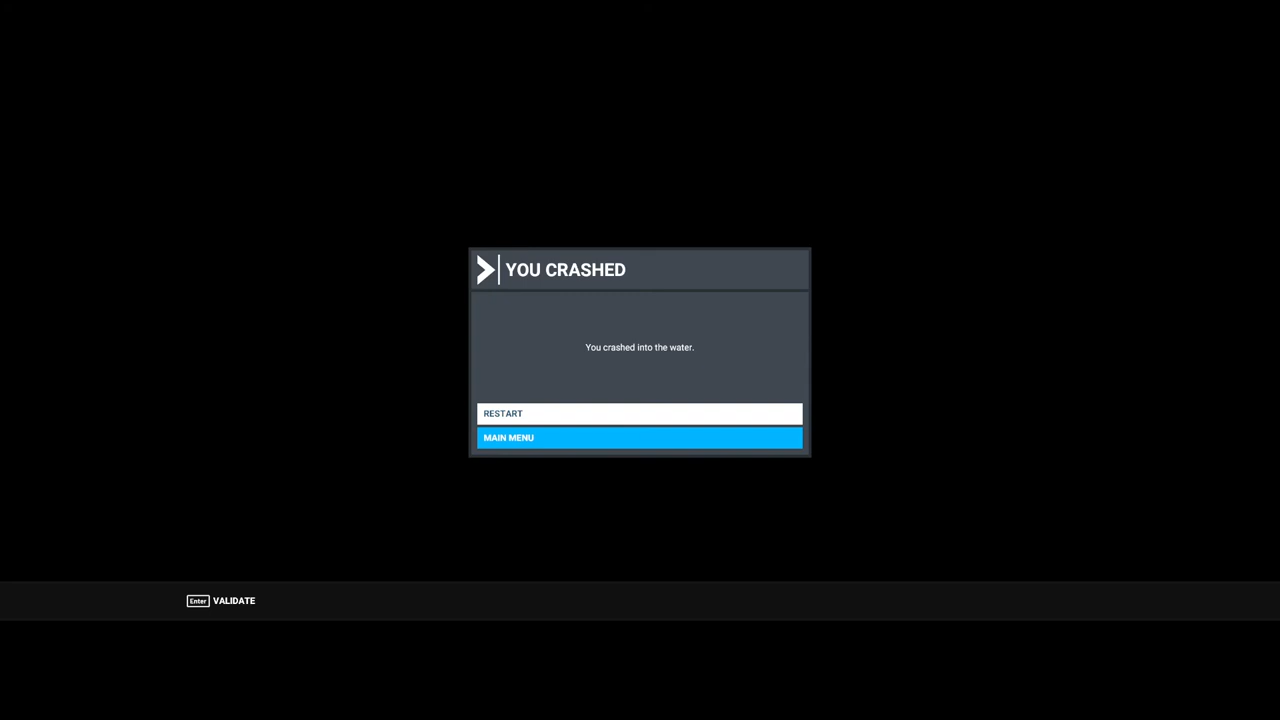 YOU CRASHED
You crashed into the water.
RESTART
MAIN MENU
Enter VALIDATE